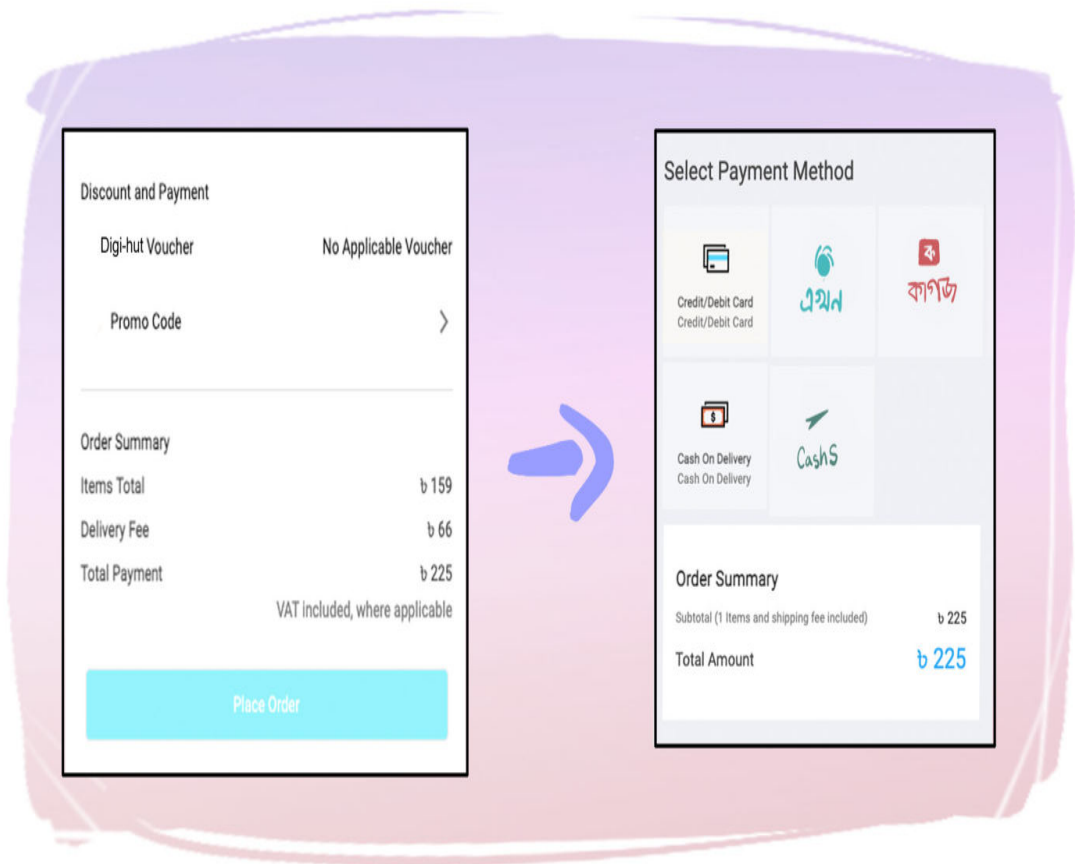 Discount and Payment
Digi-hut Voucher No Applicable Voucher
Promo Code
Order Summary
Items Total ৳ 159
Delivery Fee ৳ 66
Total Payment ৳ 225
VAT included, where applicable
Place Order
Select Payment Method
Credit/Debit Card
Credit/Debit Card
এখন
ক
কাগজ
$
Cash On Delivery
Cash On Delivery
CashS
Order Summary
Subtotal (1 Items and shipping fee included) ৳ 225
Total Amount ৳ 225